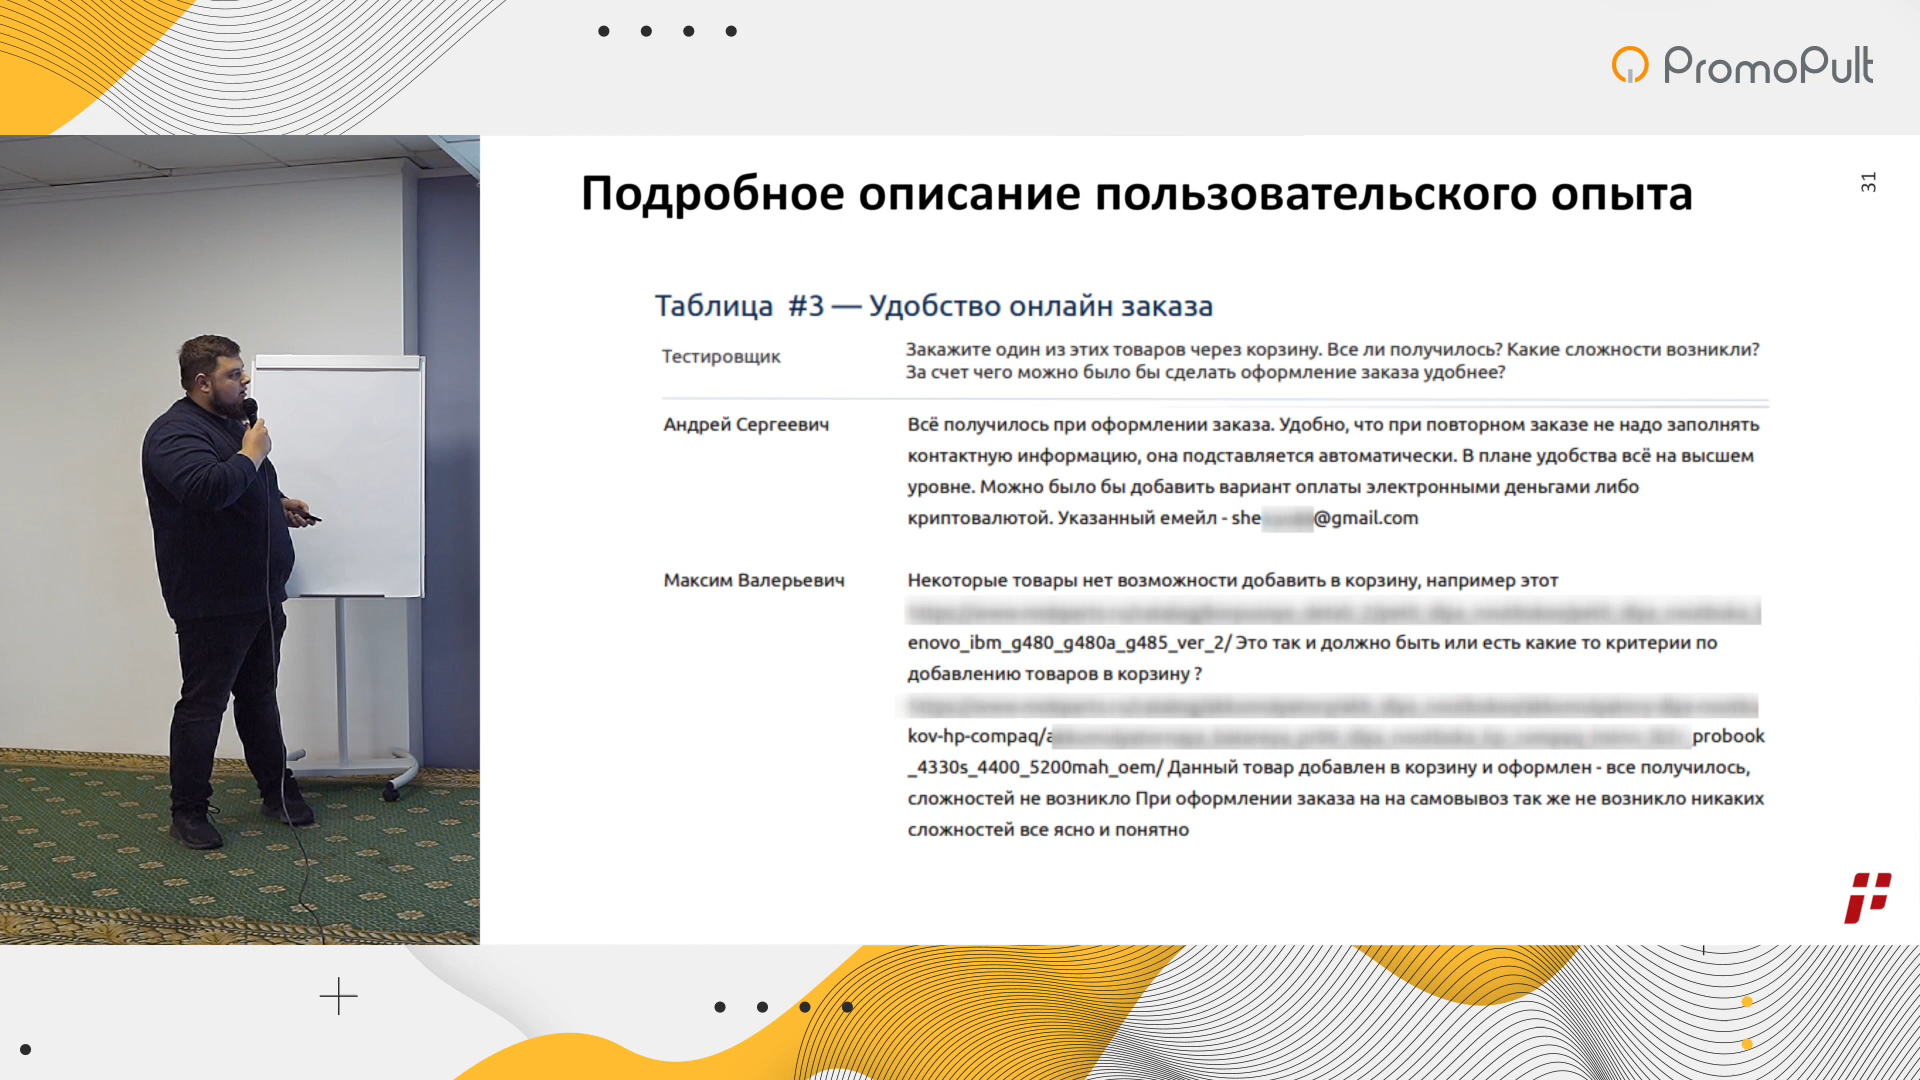 PromoPult
Подробное описание пользовательского опыта
31
Таблица #3 — Удобство онлайн заказа
Тестировщик
Закажите один из этих товаров через корзину. Все ли получилось? Какие сложности возникли?
За счет чего можно было бы сделать оформление заказа удобнее?
Андрей Сергеевич
Всё получилось при оформлении заказа. Удобно, что при повторном заказе не надо заполнять
контактную информацию, она подставляется автоматически. В плане удобства всё на высшем
уровне. Можно было бы добавить вариант оплаты электронными деньгами либо
криптовалютой. Указанный емейл - she @gmail.com
Максим Валерьевич
Некоторые товары нет возможности добавить в корзину, например этот
enovo_ibm_g480_g480a_g485_ver_2/ Это так и должно быть или есть какие то критерии по
добавлению товаров в корзину ?
kov-hp-compaq/a probook
_4330s_4400_5200mah_oem/ Данный товар добавлен в корзину и оформлен - все получилось,
сложностей не возникло При оформлении заказа на на самовывоз так же не возникло никаких
сложностей все ясно и понятно